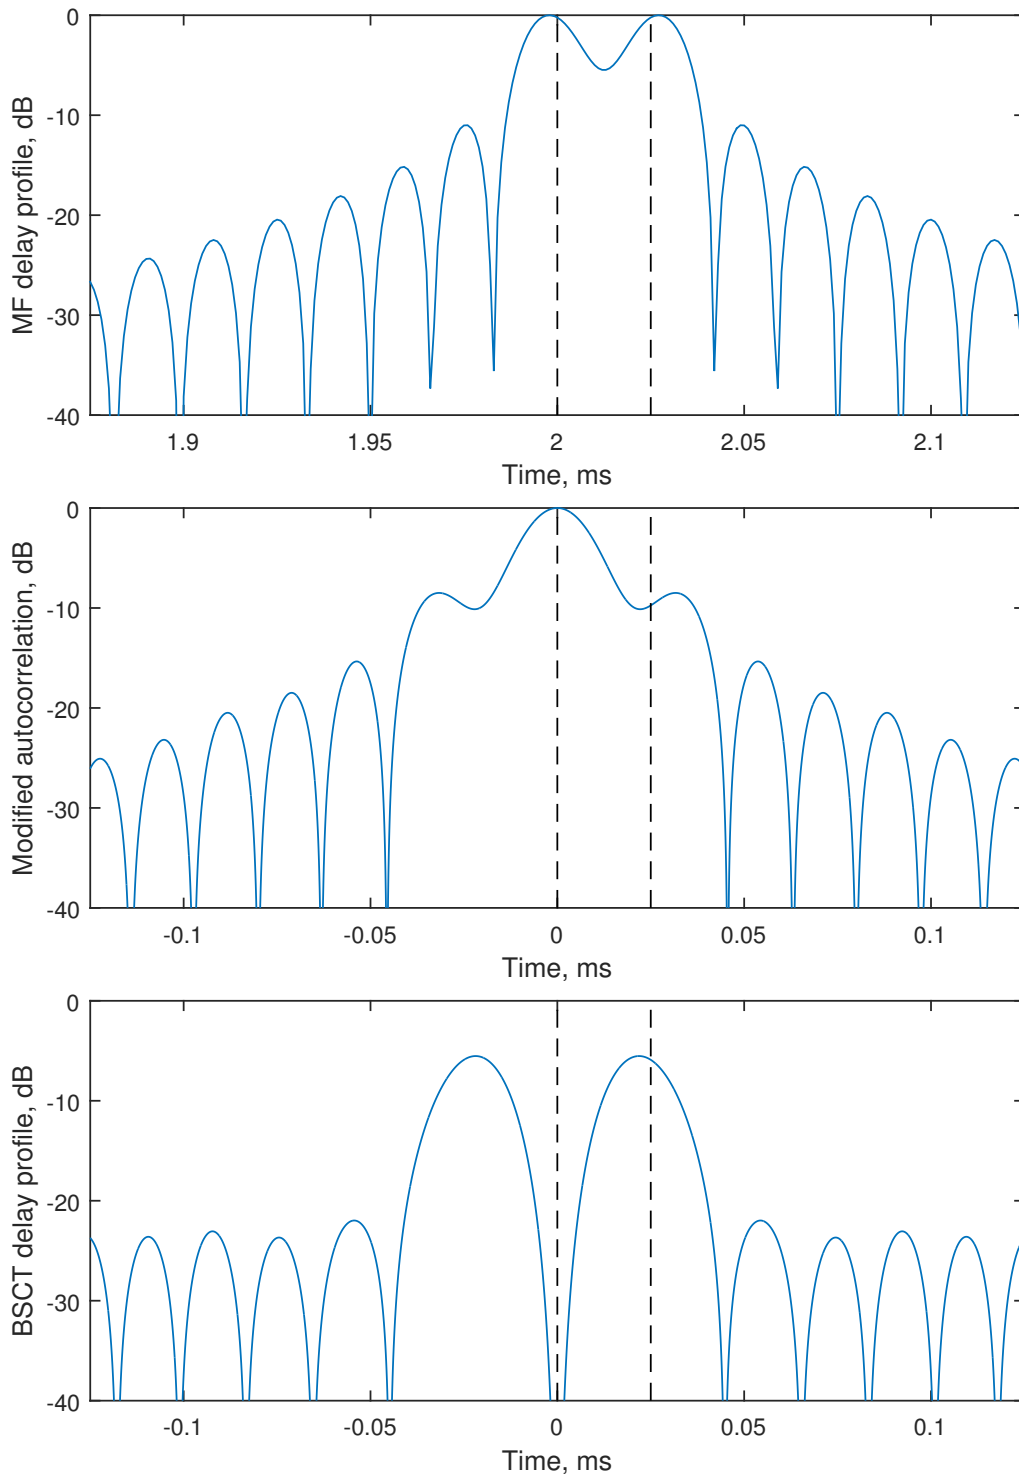 MF delay profile, dB
0
-10
-20
-30
-40
1.9 1.95 2 2.05 2.1
Time, ms
Modified autocorrelation, dB
0
-10
-20
-30
-40
-0.1 -0.05 0 0.05 0.1
Time, ms
BSCT delay profile, dB
0
-10
-20
-30
-40
-0.1 -0.05 0 0.05 0.1
Time, ms